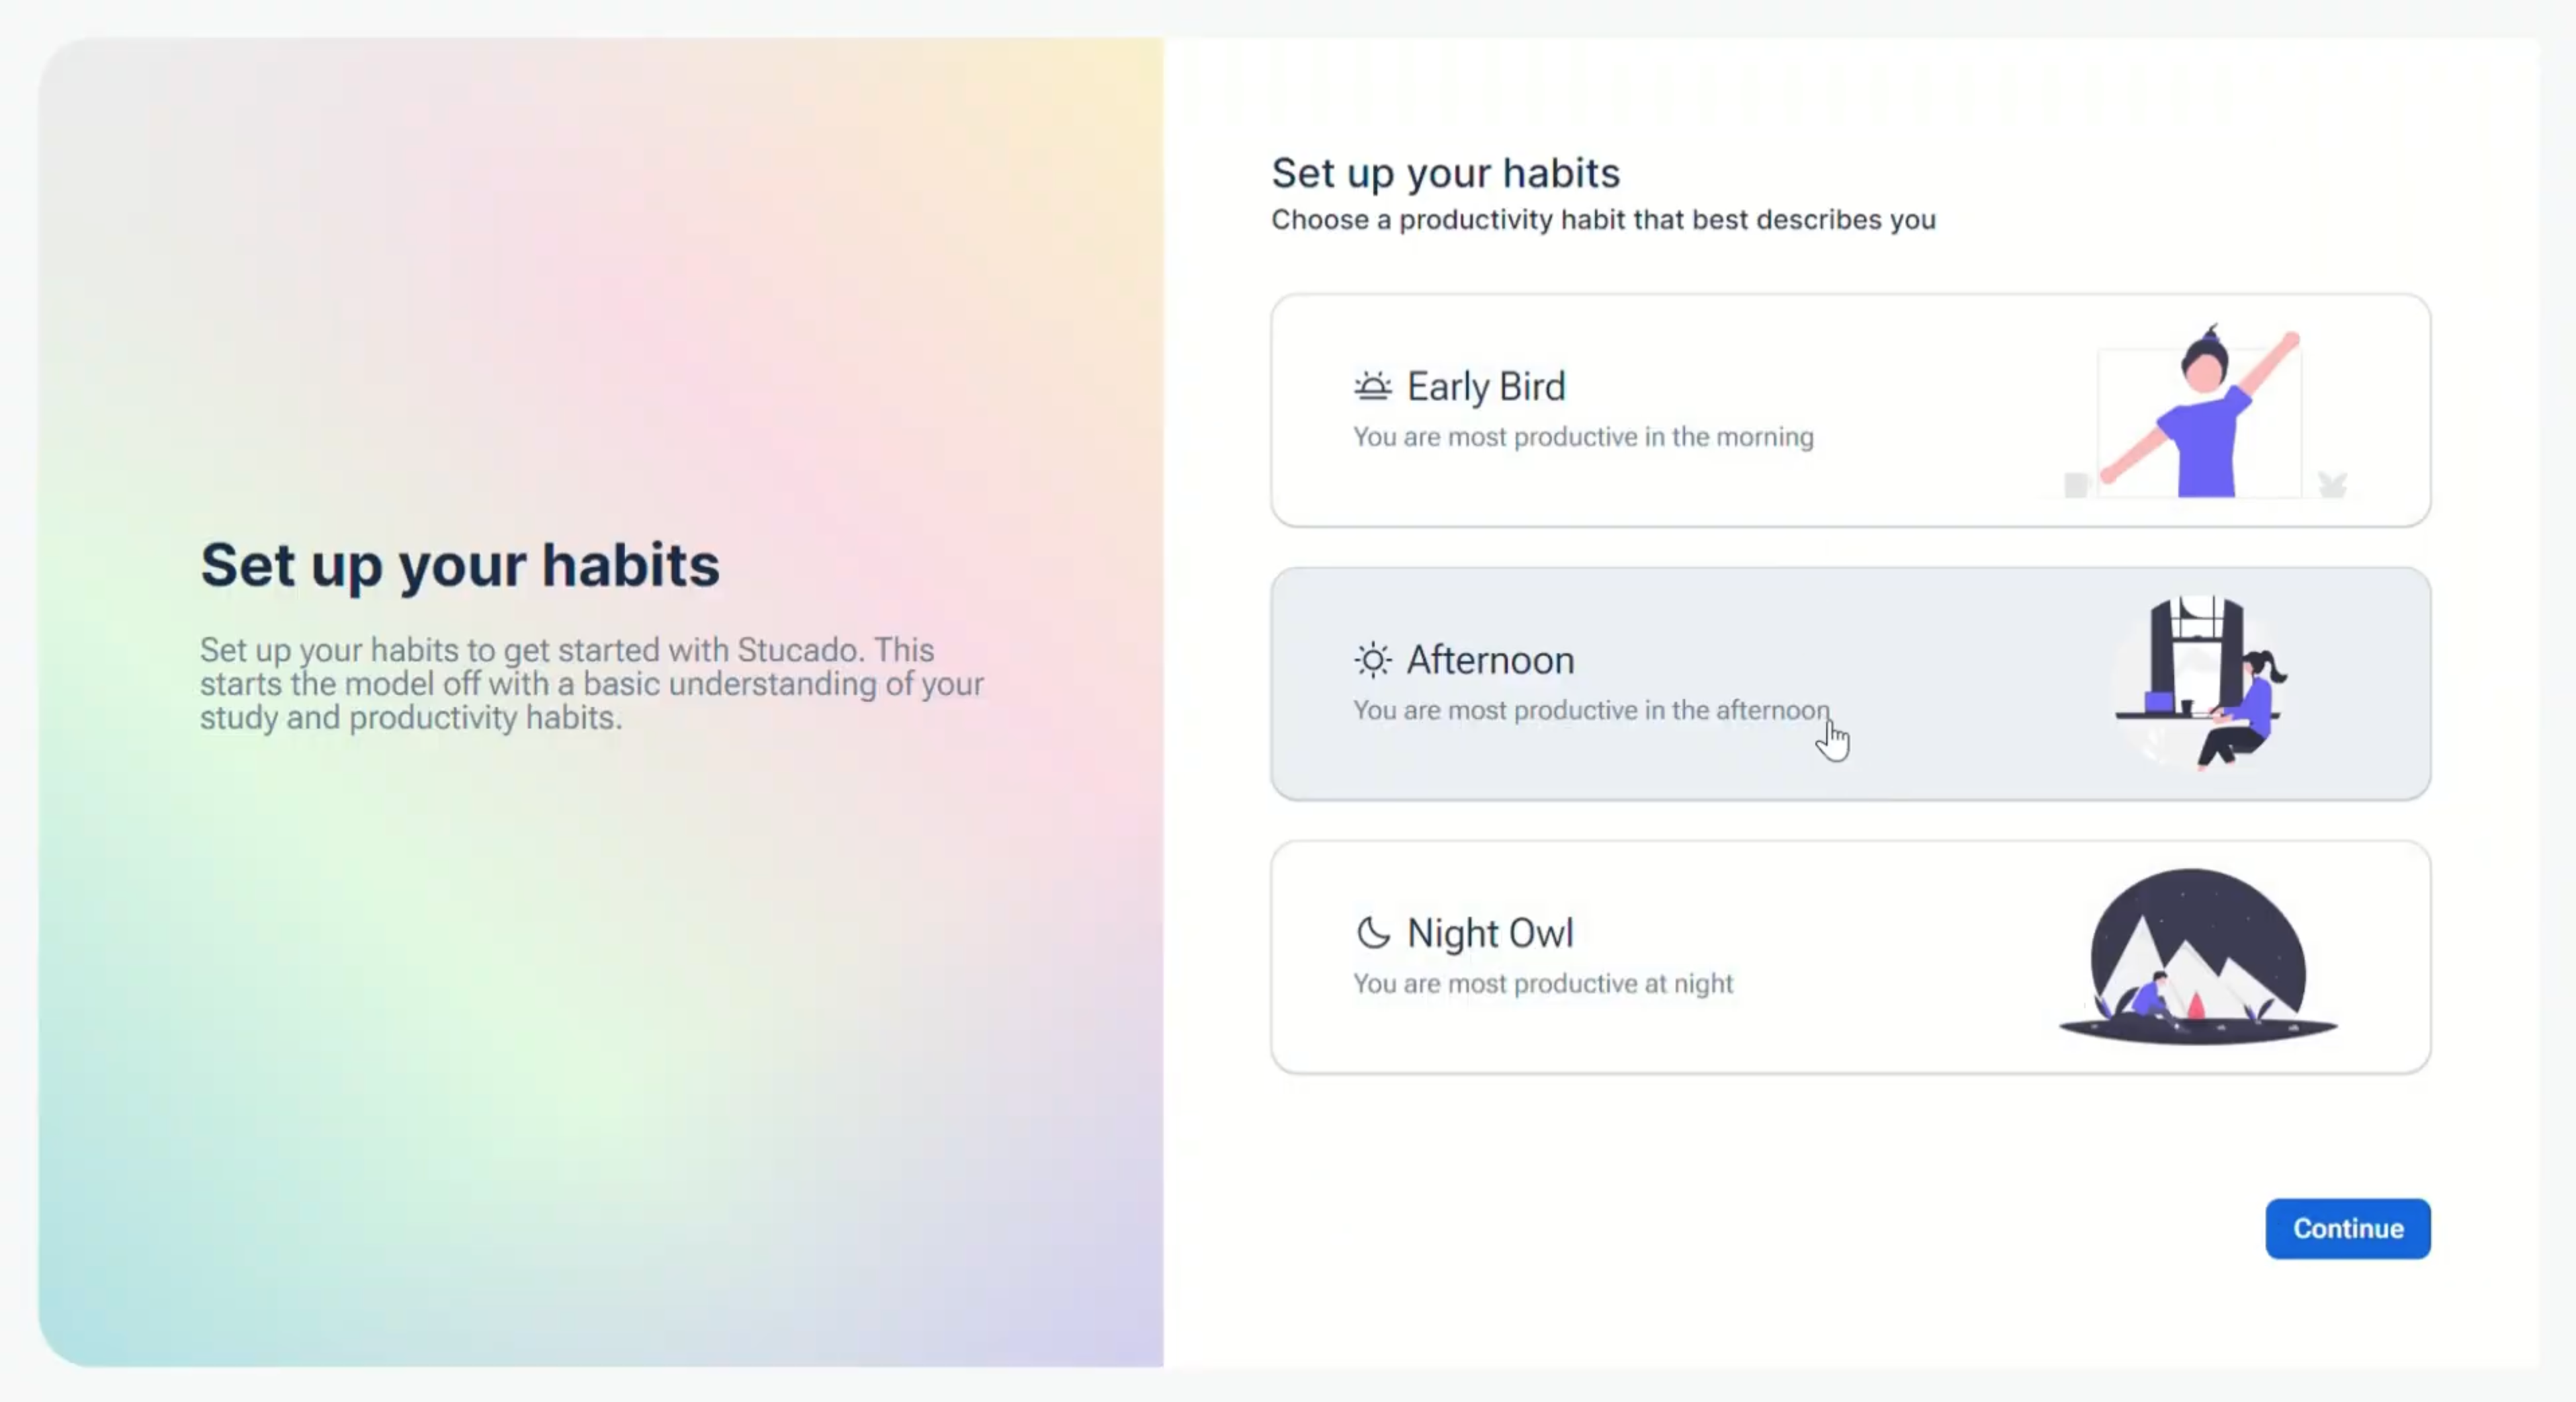 Set up your habits
Set up your habits to get started with Stucado. This
starts the model off with a basic understanding of your
study and productivity habits.
Set up your habits
Choose a productivity habit that best describes you
Early Bird
You are most productive in the morning
Afternoon
You are most productive in the afternoon
Night Owl
You are most productive at night
Continue